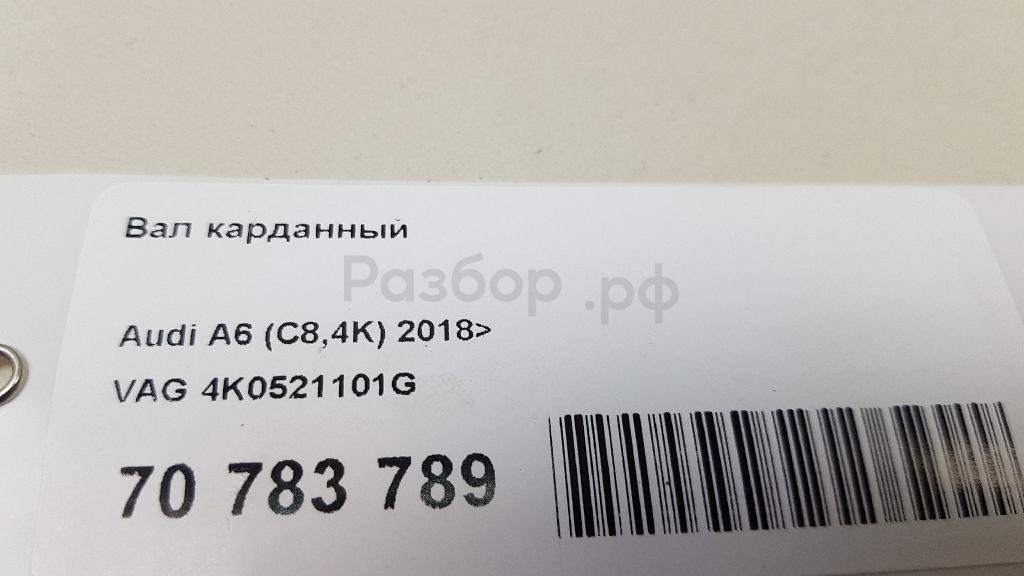 Вал карданный
Разбор.рф
Audi A6 (C8,4K) 2018>
VAG 4K0521101G
70 783 789